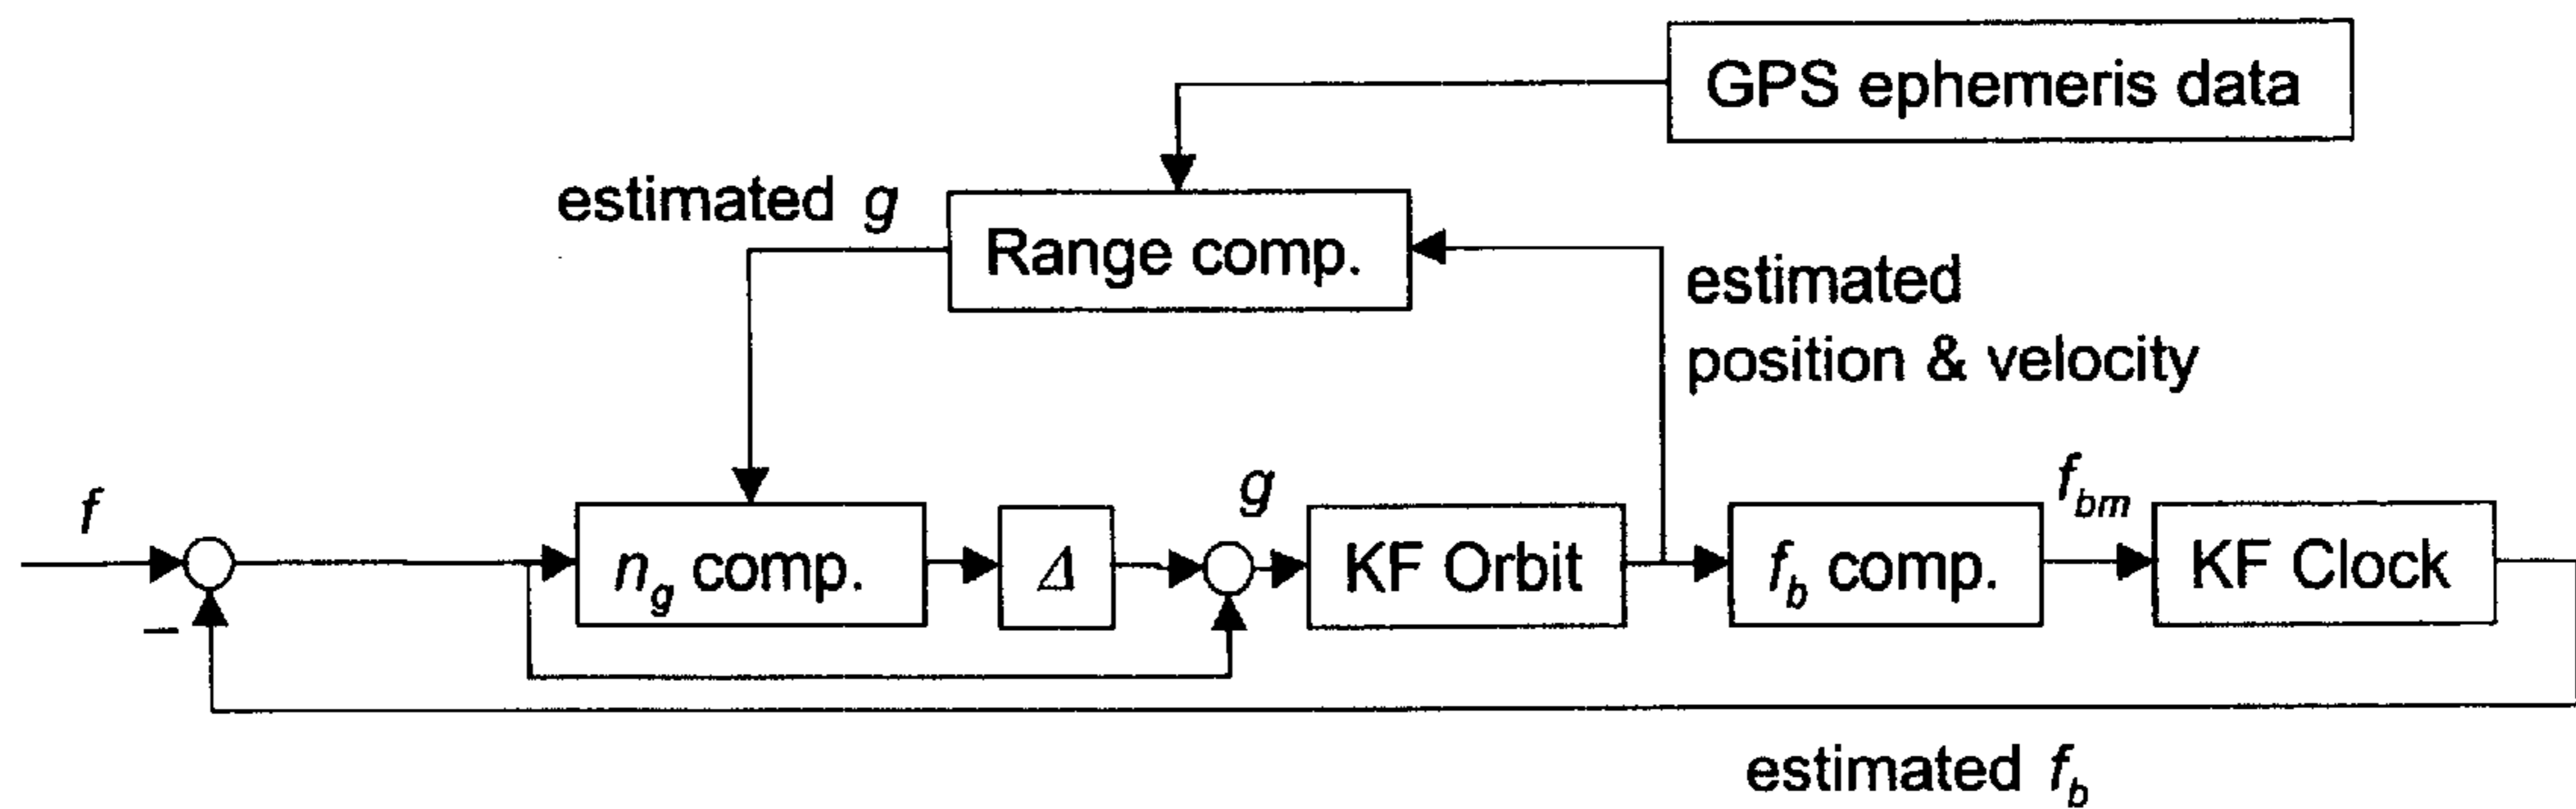 GPS ephemeris data
estimated g
Range comp.
estimated
position & velocity
f
n_g comp.
Δ
g
KF Orbit
f_b comp.
f_bm
KF Clock
–
estimated f_b